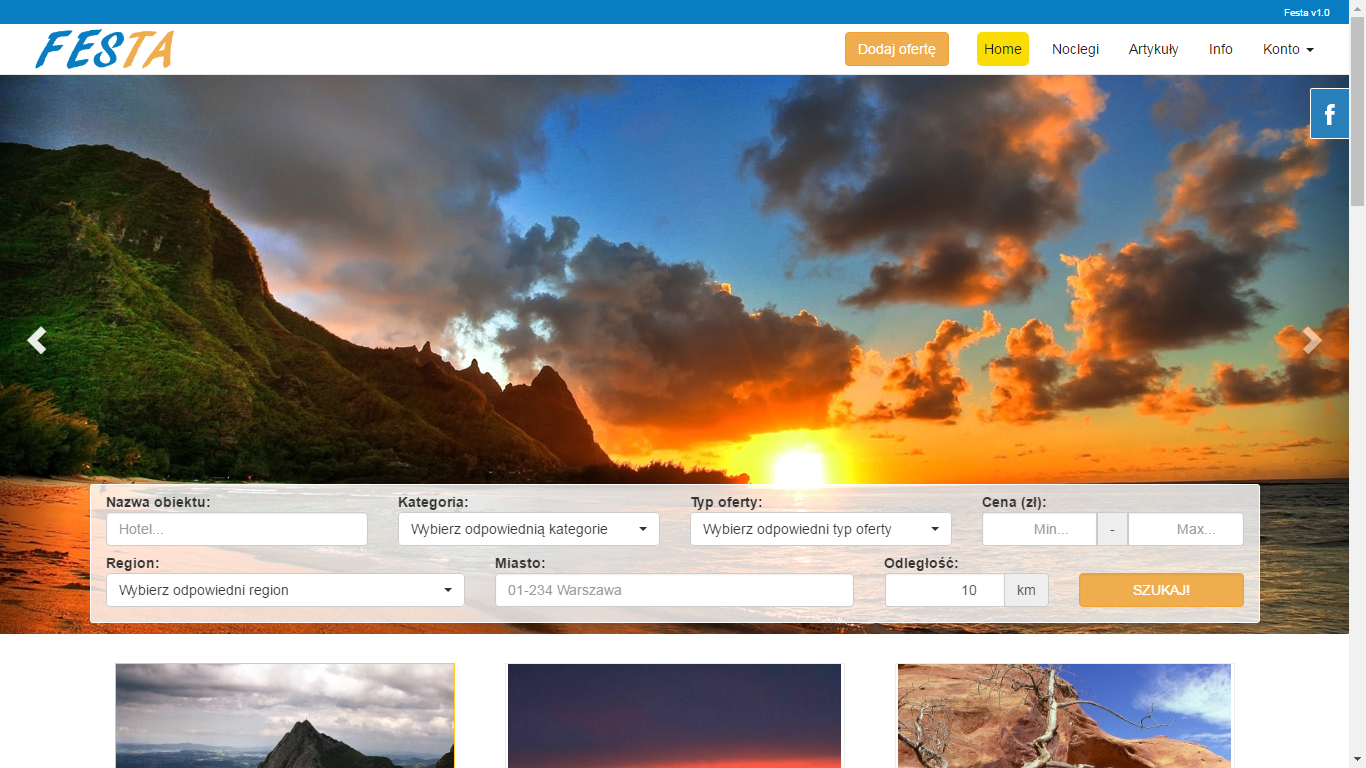 Festa v1.0
FESTA
Dodaj ofertę
Home
Noclegi
Artykuły
Info
Konto
f
Nazwa obiektu:
Kategoria:
Typ oferty:
Cena (zł):
Hotel...
Wybierz odpowiednią kategorie
Wybierz odpowiedni typ oferty
Min...
-
Max...
Region:
Miasto:
Odległość:
Wybierz odpowiedni region
01-234 Warszawa
10
km
SZUKAJ!